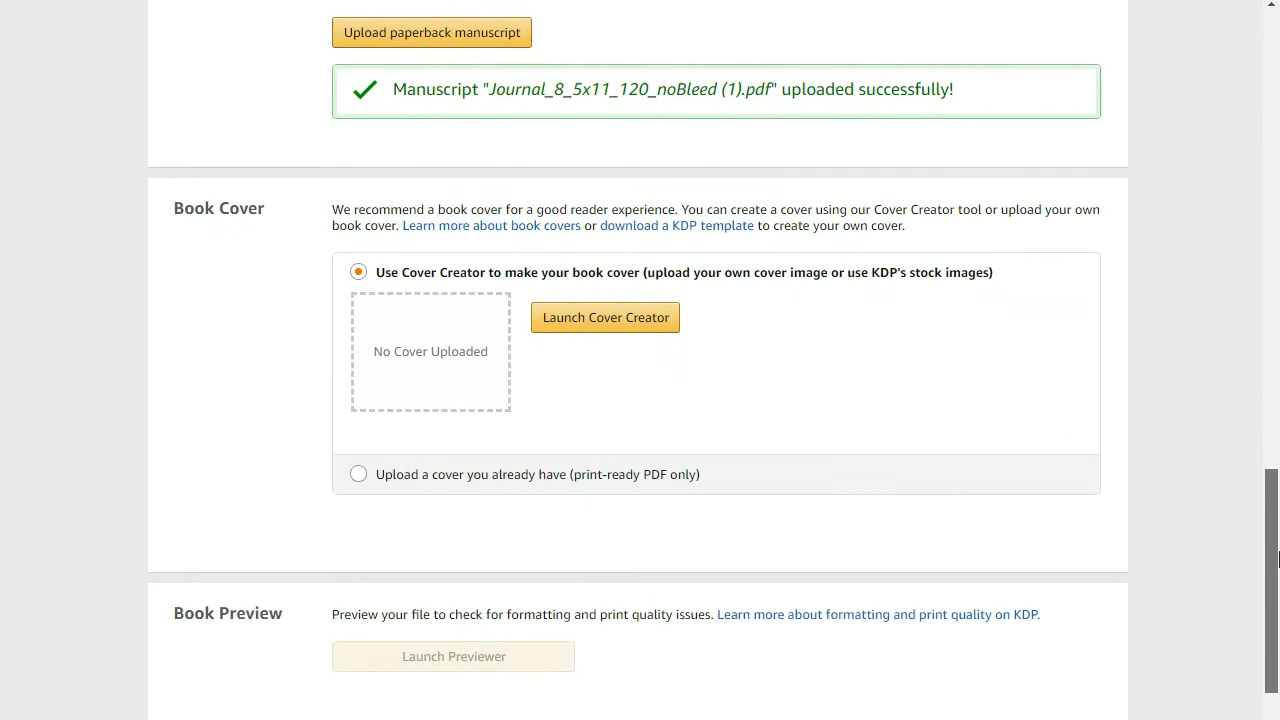 Upload paperback manuscript
Manuscript "Journal_8_5x11_120_noBleed (1).pdf" uploaded successfully!
Book Cover
We recommend a book cover for a good reader experience. You can create a cover using our Cover Creator tool or upload your own
book cover. Learn more about book covers or download a KDP template to create your own cover.
Use Cover Creator to make your book cover (upload your own cover image or use KDP's stock images)
Launch Cover Creator
No Cover Uploaded
Upload a cover you already have (print-ready PDF only)
Book Preview
Preview your file to check for formatting and print quality issues. Learn more about formatting and print quality on KDP.
Launch Previewer